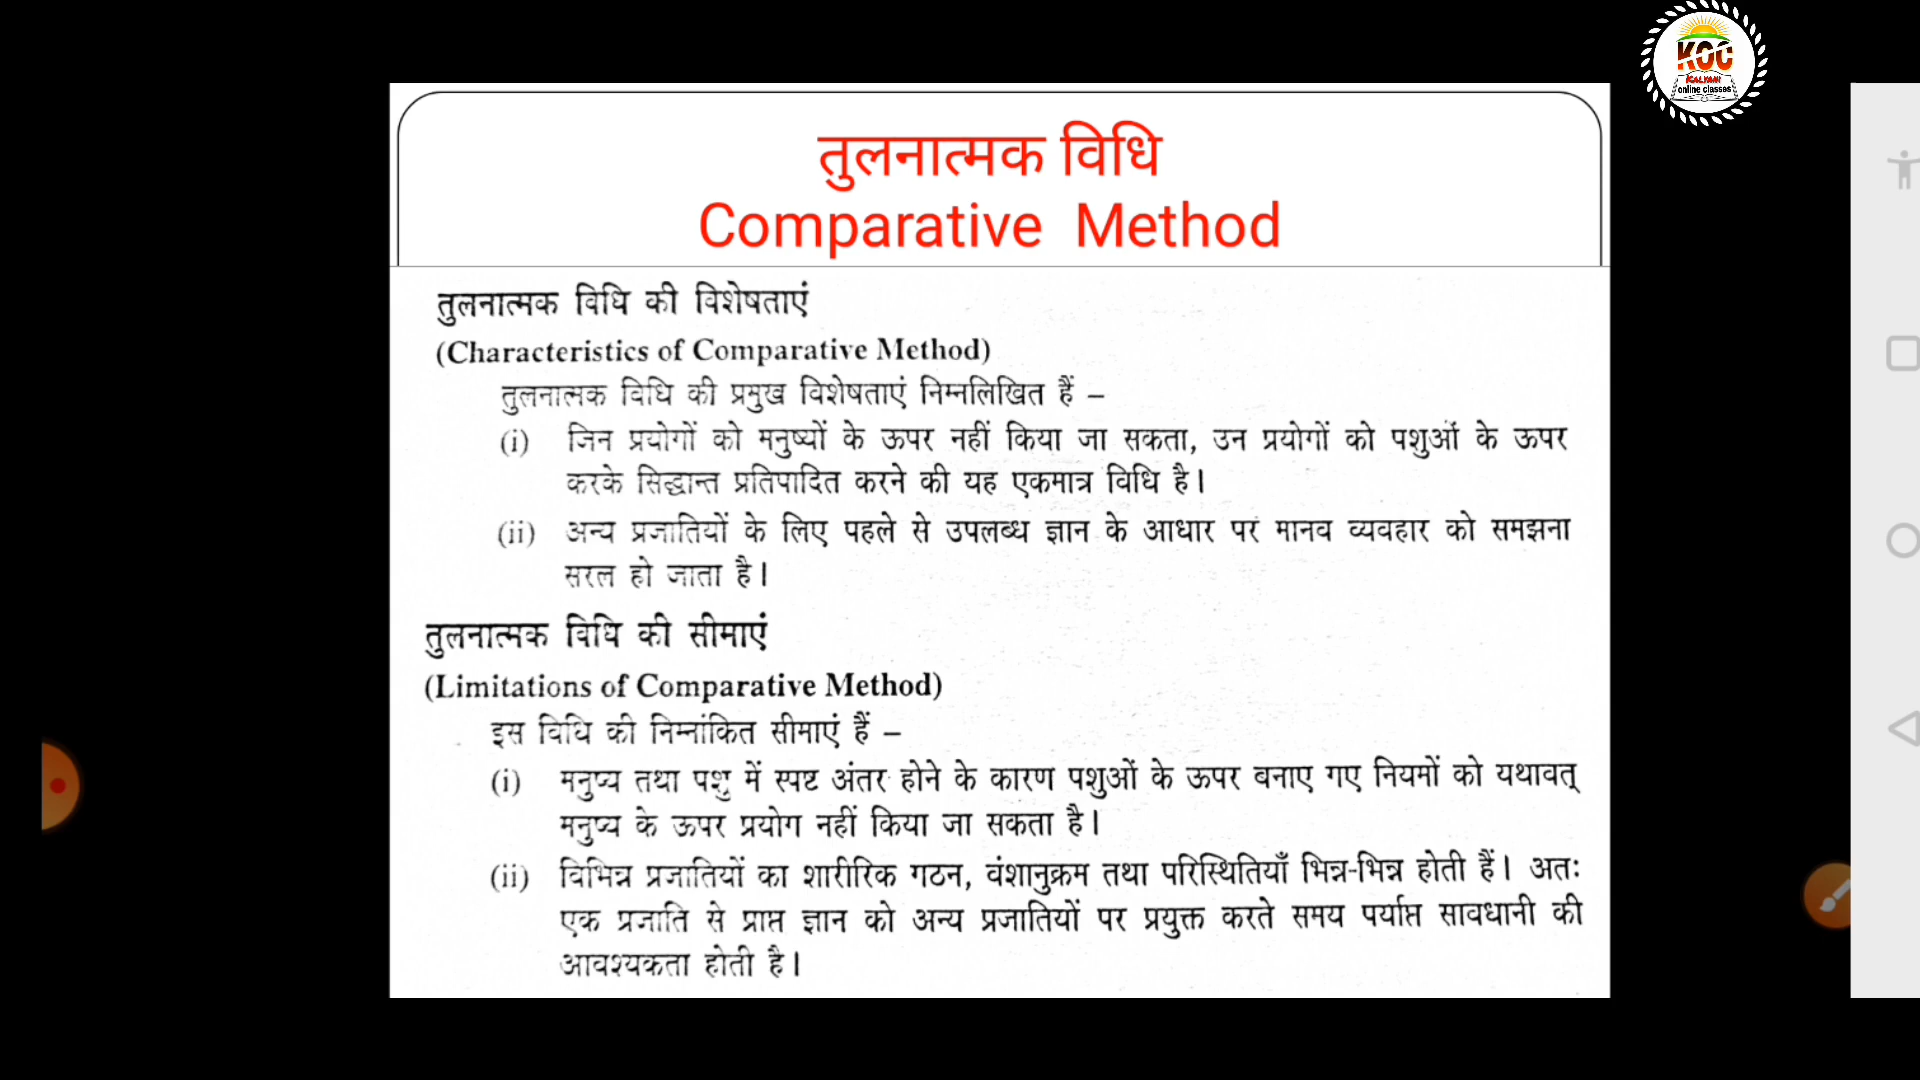 KOC
KALYANI
online classes
तुलनात्मक विधि
Comparative Method
तुलनात्मक विधि की विशेषताएं
(Characteristics of Comparative Method)
तुलनात्मक विधि की प्रमुख विशेषताएं निम्नलिखित हैं –
(i) जिन प्रयोगों को मनुष्यों के ऊपर नहीं किया जा सकता, उन प्रयोगों को पशुओं के ऊपर
करके सिद्धान्त प्रतिपादित करने की यह एकमात्र विधि है।
(ii) अन्य प्रजातियों के लिए पहले से उपलब्ध ज्ञान के आधार पर मानव व्यवहार को समझना
सरल हो जाता है।
तुलनात्मक विधि की सीमाएं
(Limitations of Comparative Method)
इस विधि की निम्नांकित सीमाएं हैं –
(i) मनुष्य तथा पशु में स्पष्ट अंतर होने के कारण पशुओं के ऊपर बनाए गए नियमों को यथावत्
मनुष्य के ऊपर प्रयोग नहीं किया जा सकता है।
(ii) विभिन्न प्रजातियों का शारीरिक गठन, वंशानुक्रम तथा परिस्थितियाँ भिन्न-भिन्न होती हैं। अतः
एक प्रजाति से प्राप्त ज्ञान को अन्य प्रजातियों पर प्रयुक्त करते समय पर्याप्त सावधानी की
आवश्यकता होती है।